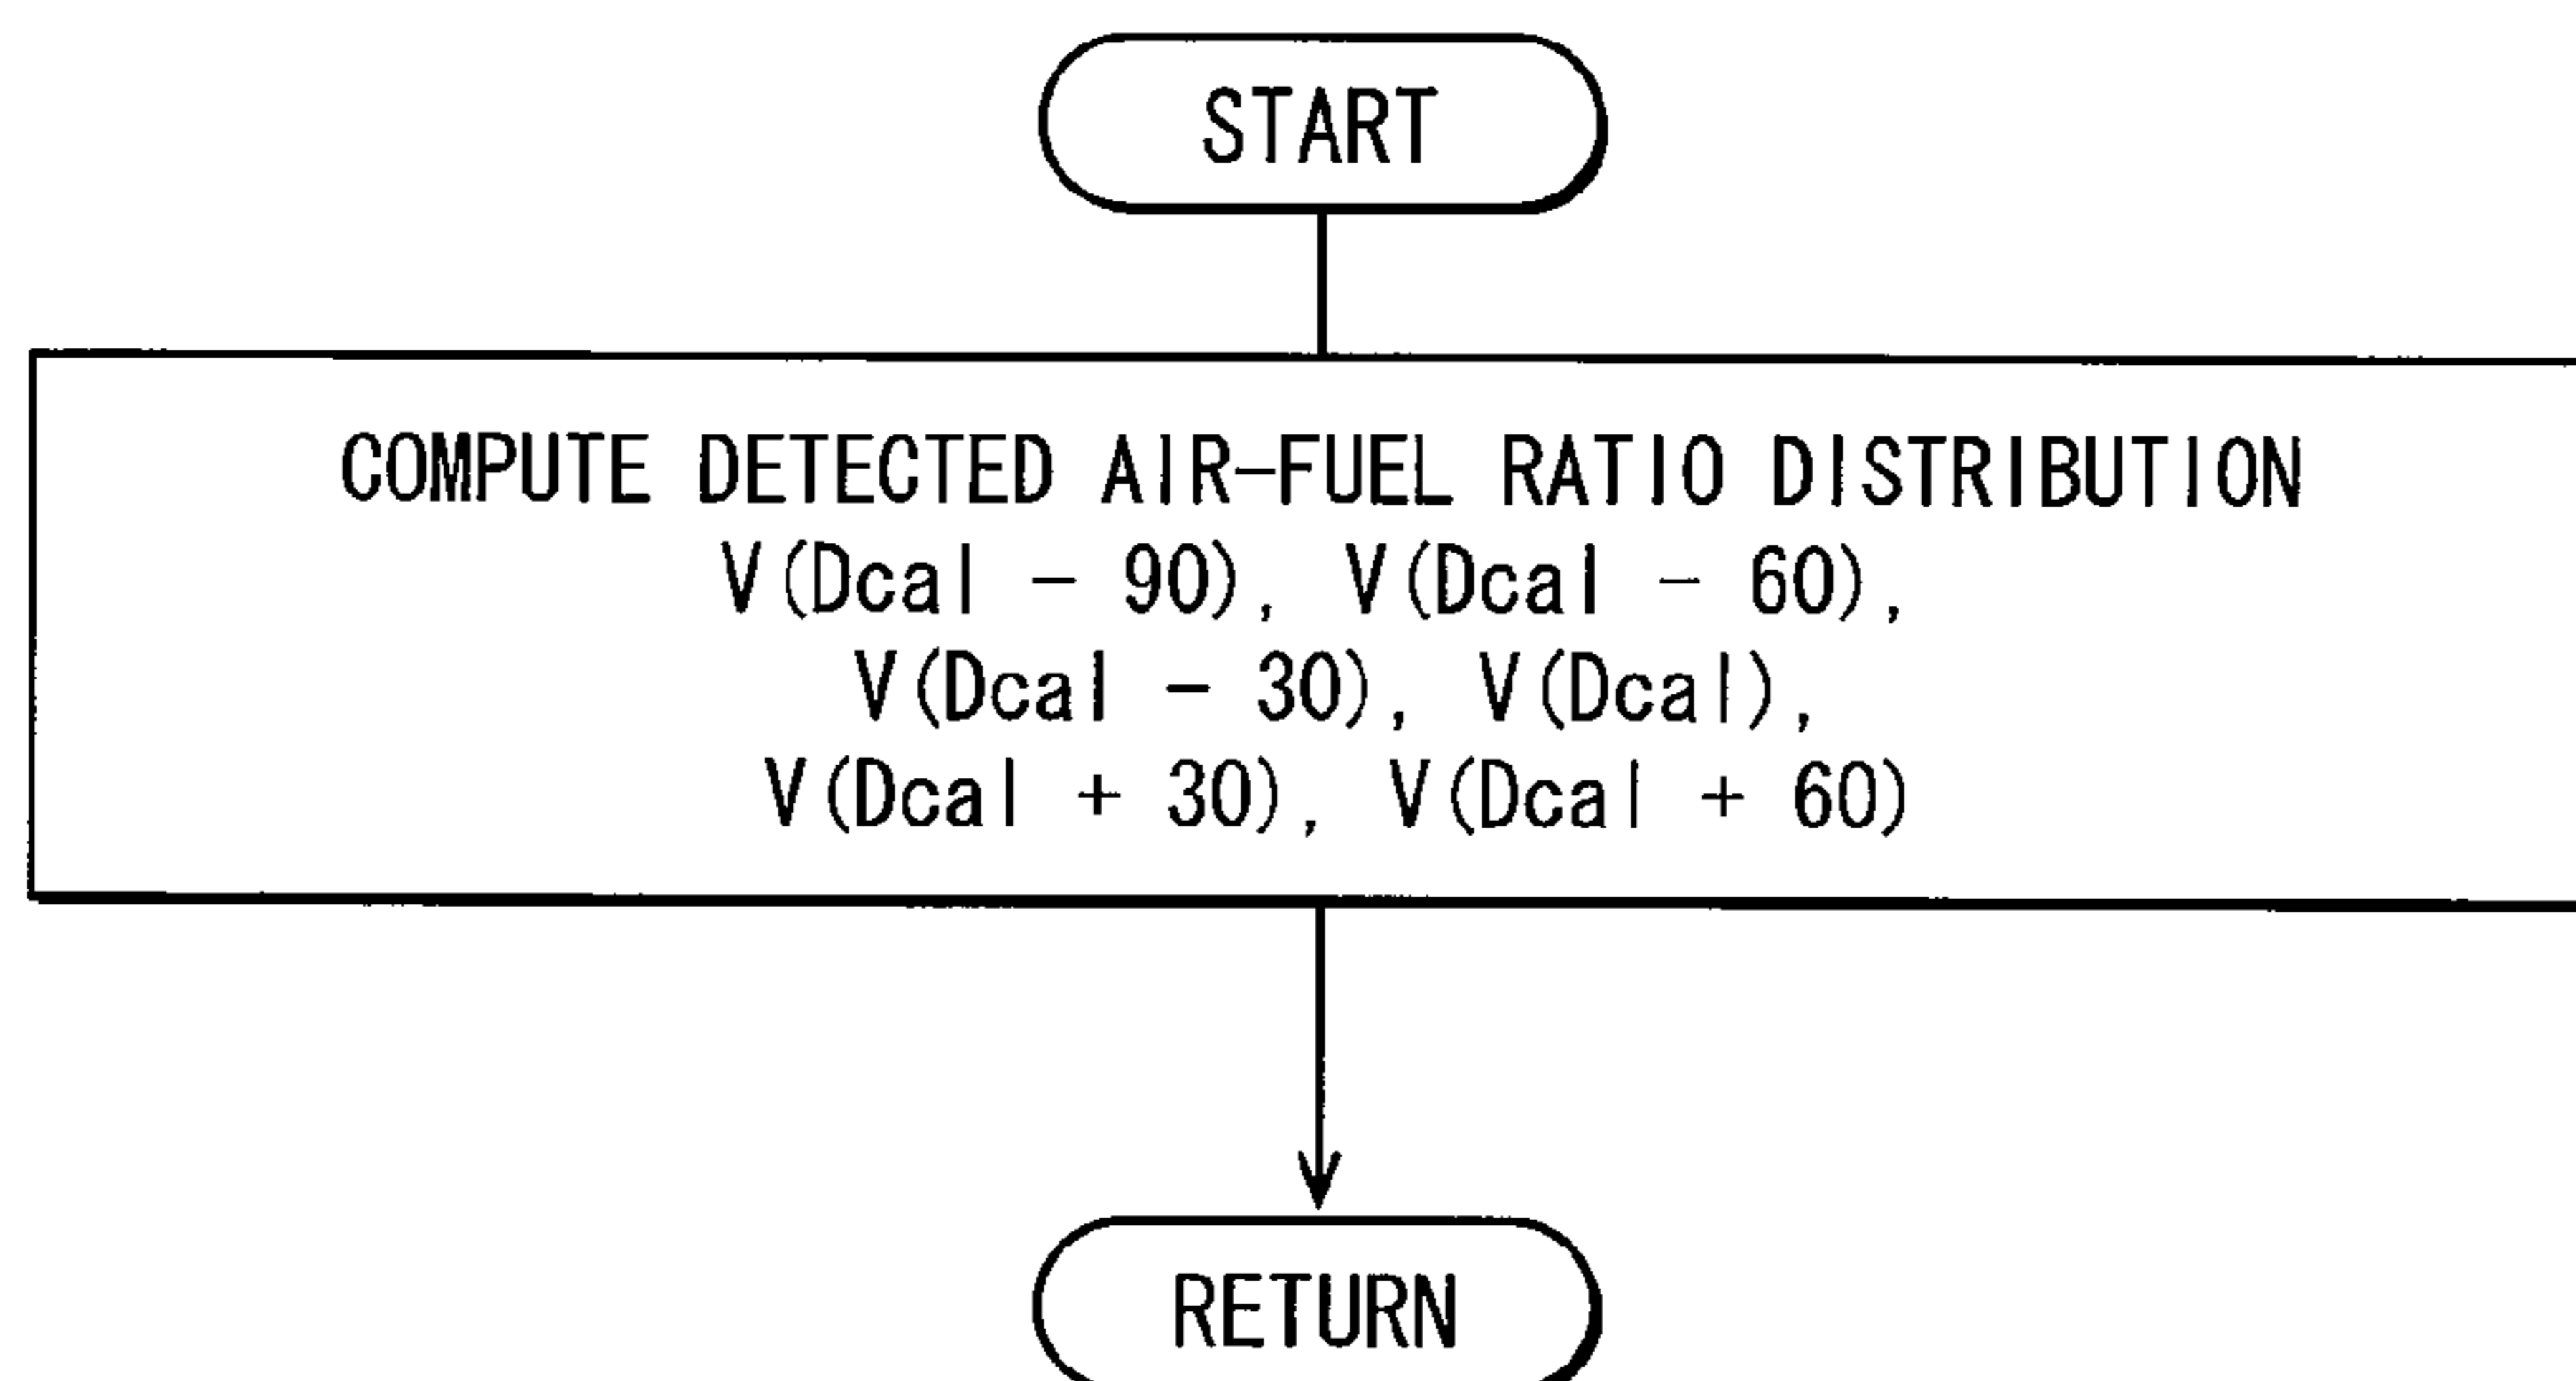 START
COMPUTE DETECTED AIR-FUEL RATIO DISTRIBUTION
V(Dcal - 90), V(Dcal - 60),
V(Dcal - 30), V(Dcal),
V(Dcal + 30), V(Dcal + 60)
RETURN